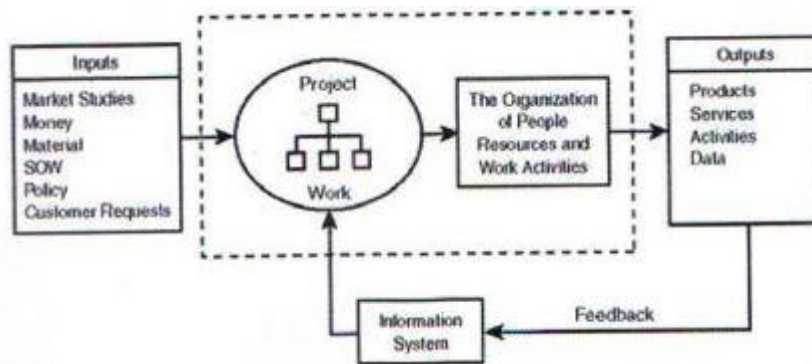 Inputs
Market Studies
Money
Material
SOW
Policy
Customer Requests
Project
Work
The Organization
of People
Resources and
Work Activities
Outputs
Products
Services
Activities
Data
Information
System
Feedback